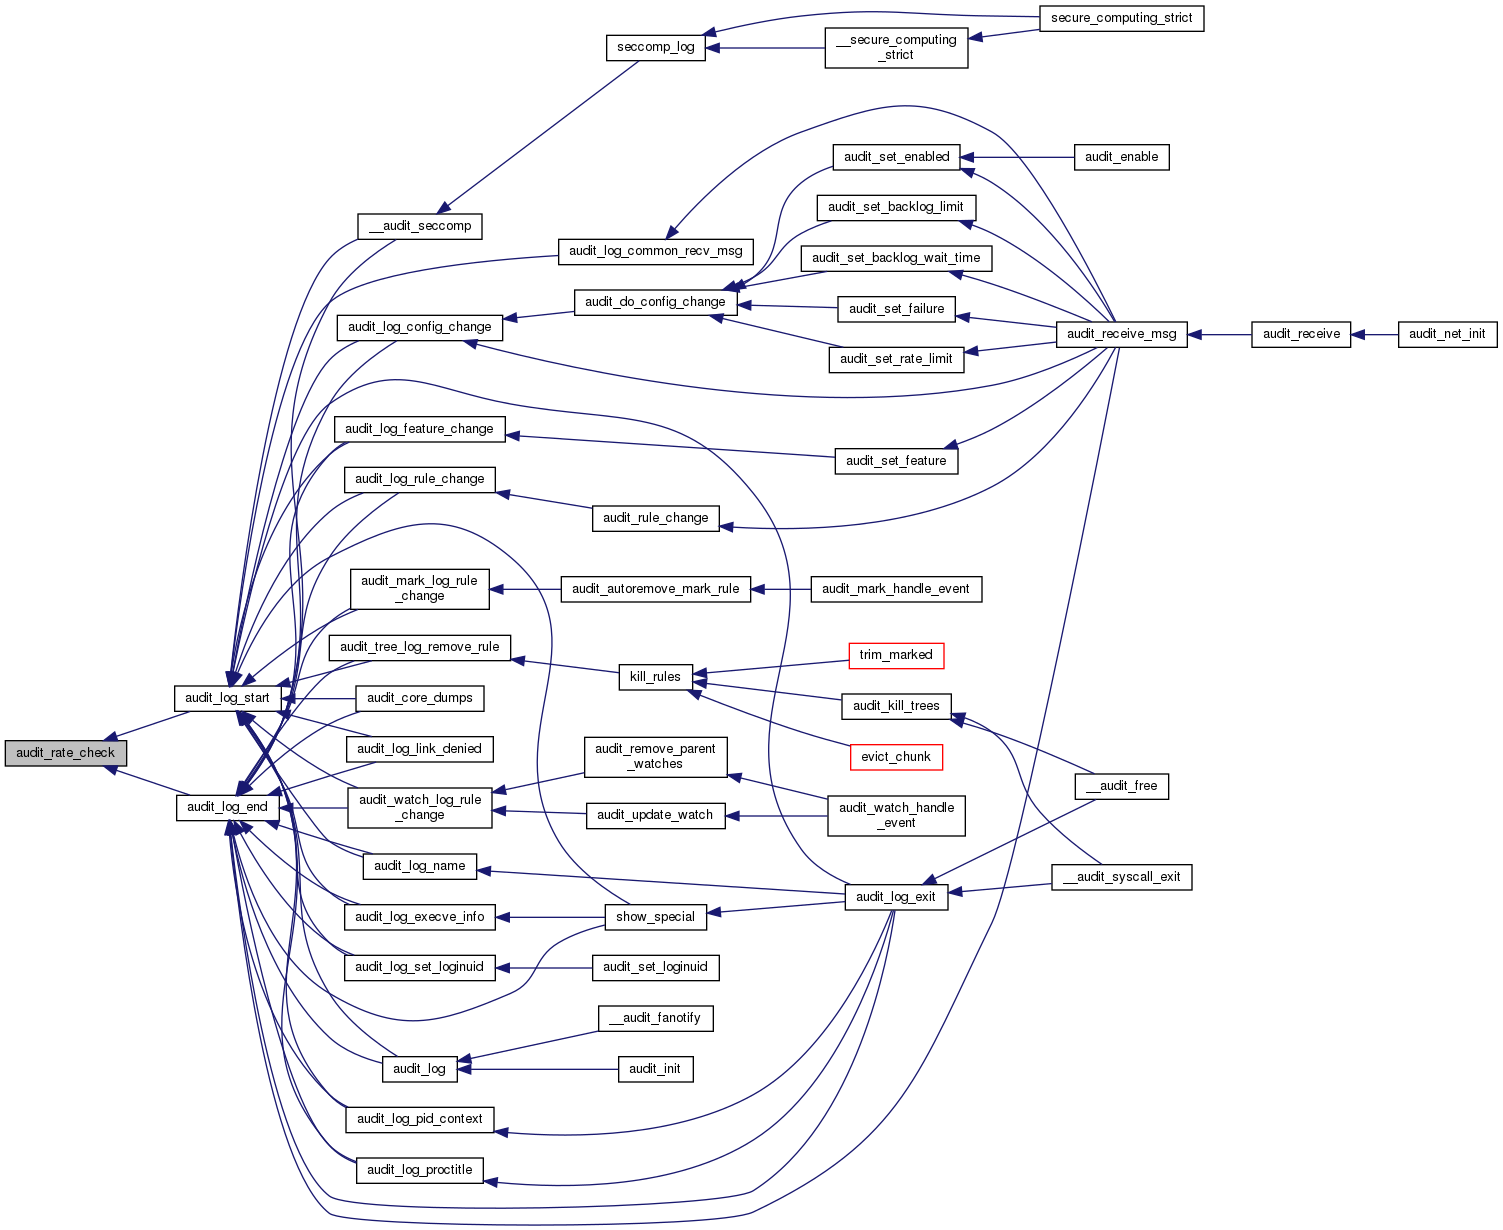 secure_computing_strict
seccomp_log
__secure_computing
_strict
audit_set_enabled
audit_enable
audit_set_backlog_limit
__audit_seccomp
audit_log_common_recv_msg
audit_set_backlog_wait_time
audit_do_config_change
audit_set_failure
audit_log_config_change
audit_receive_msg
audit_receive
audit_net_init
audit_set_rate_limit
audit_log_feature_change
audit_set_feature
audit_log_rule_change
audit_rule_change
audit_mark_log_rule
_change
audit_autoremove_mark_rule
audit_mark_handle_event
audit_tree_log_remove_rule
trim_marked
kill_rules
audit_log_start
audit_core_dumps
audit_kill_trees
audit_rate_check
audit_log_link_denied
audit_remove_parent
_watches
evict_chunk
__audit_free
audit_log_end
audit_watch_log_rule
_change
audit_update_watch
audit_watch_handle
_event
audit_log_name
__audit_syscall_exit
audit_log_exit
audit_log_execve_info
show_special
audit_log_set_loginuid
audit_set_loginuid
__audit_fanotify
audit_log
audit_init
audit_log_pid_context
audit_log_proctitle